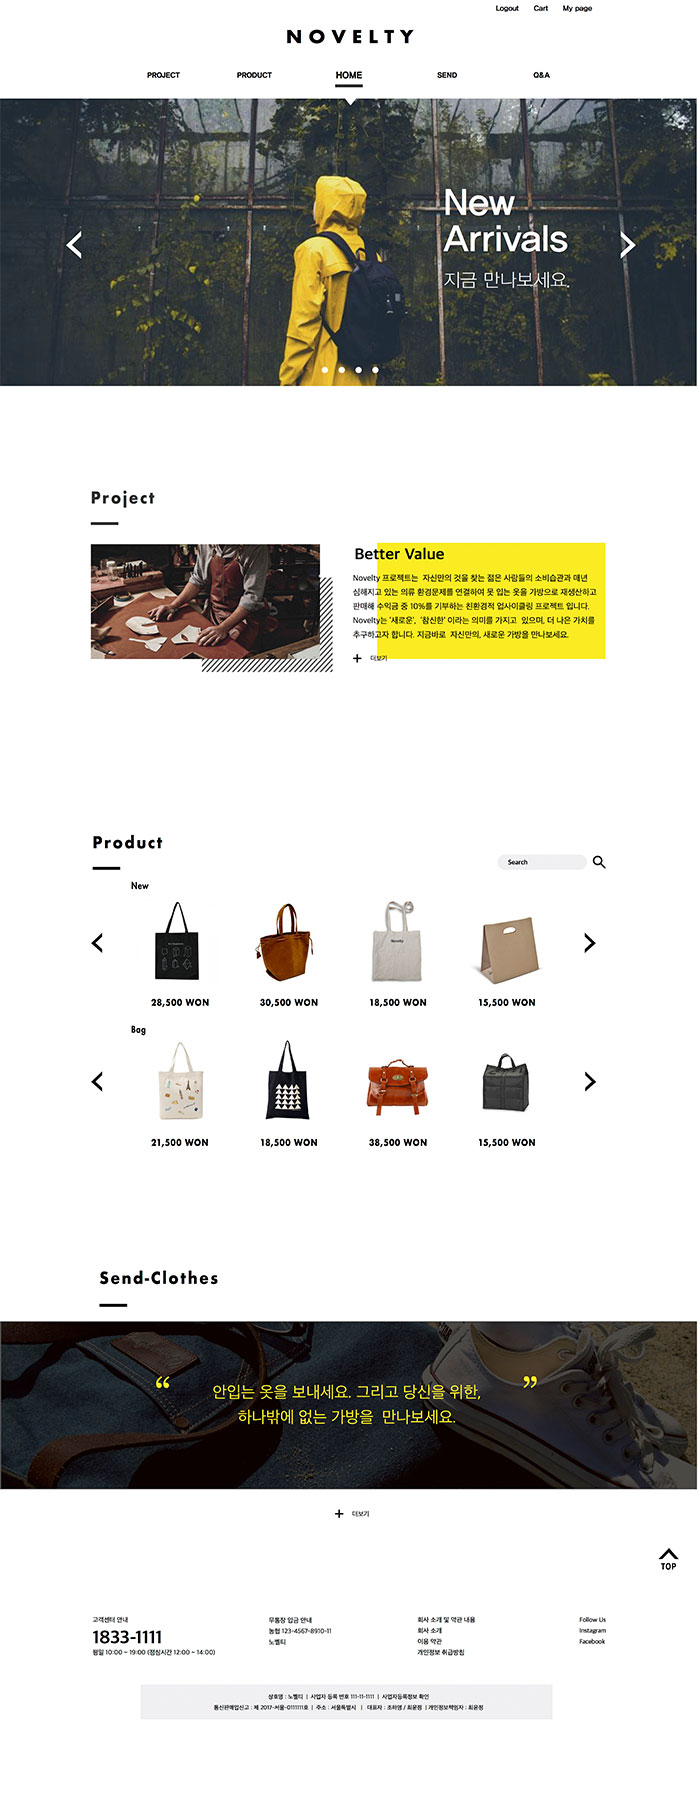 Logout Cart My page
NOVELTY
PROJECT PRODUCT HOME SEND Q&A
New
Arrivals
지금 만나보세요.
Project
Better Value
Novelty 프로젝트는 자신만의 것을 찾는 젊은 사람들의 소비습관과 매년
심해지고 있는 의류 환경문제를 연결하여 못 입는 옷을 가방으로 재생산하고
판매해 수익금 중 10%를 기부하는 친환경적 업사이클링 프로젝트 입니다.
Novelty는 '새로운', '참신한' 이라는 의미를 가지고 있으며, 더 나은 가치를
추구하고자 합니다. 지금바로 자신만의, 새로운 가방을 만나보세요.
+ 더보기
Product
Search
New
Novelty
28,500 WON 30,500 WON 18,500 WON 15,500 WON
Bag
21,500 WON 18,500 WON 38,500 WON 15,500 WON
Send-Clothes
“ 안입는 옷을 보내세요. 그리고 당신을 위한, ”
하나밖에 없는 가방을 만나보세요.
+ 더보기
TOP
고객센터 안내
1833-1111
평일 10:00 ~ 19:00 (점심시간 12:00 ~ 14:00)
무통장 입금 안내
농협 123-4567-8910-11
노벨티
회사 소개 및 약관 내용
회사 소개
이용 약관
개인정보 취급방침
Follow Us
Instagram
Facebook
상호명 : 노벨티 | 사업자 등록 번호 111-11-1111 | 사업자등록정보 확인
통신판매업신고 : 제 2017-서울-0111111호 | 주소 : 서울특별시 | 대표자 : 조하영 / 최윤정 | 개인정보책임자 : 최윤정